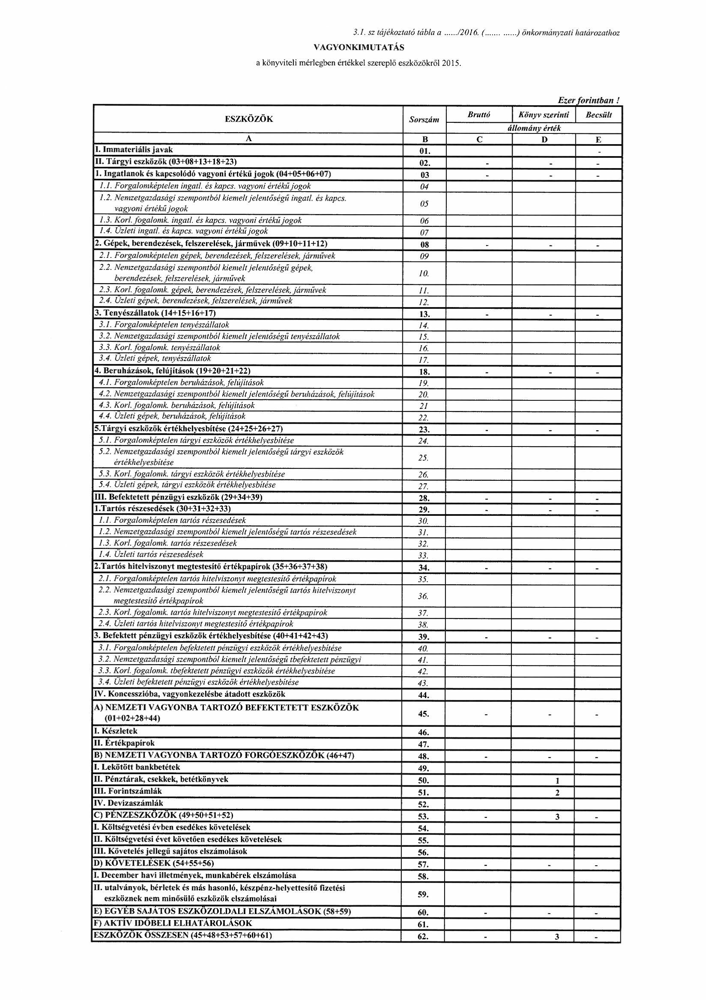 3.1. sz tájékoztató tábla a ....../2016. (....... ......) önkormányzati határozathoz
VAGYONKIMUTATÁS
a könyviteli mérlegben értékkel szereplő eszközökről 2015.
Ezer forintban !
ESZKÖZÖK Sorszám Bruttó Könyv szerinti Becsült
állomány érték
A B C D E
I. Immateriális javak 01. -
II. Tárgyi eszközök (03+08+13+18+23) 02. - - -
1. Ingatlanok és kapcsolódó vagyoni értékű jogok (04+05+06+07) 03 - - -
1.1. Forgalomképtelen ingatl. és kapcs. vagyoni értékű jogok 04
1.2. Nemzetgazdasági szempontból kiemelt jelentőségű ingatl. és kapcs.
vagyoni értékű jogok 05
1.3. Korl. fogalomk. ingatl. és kapcs. vagyoni értékű jogok 06
1.4. Üzleti ingatl. és kapcs. vagyoni értékű jogok 07
2. Gépek, berendezések, felszerelések, járművek (09+10+11+12) 08 - - -
2.1. Forgalomképtelen gépek, berendezések, felszerelések, járművek 09
2.2. Nemzetgazdasági szempontból kiemelt jelentőségű gépek,
berendezések, felszerelések, járművek 10.
2.3. Korl. fogalomk. gépek, berendezések, felszerelések, járművek 11.
2.4. Üzleti gépek, berendezések, felszerelések, járművek 12.
3. Tenyészállatok (14+15+16+17) 13. - - -
3.1. Forgalomképtelen tenyészállatok 14.
3.2. Nemzetgazdasági szempontból kiemelt jelentőségű tenyészállatok 15.
3.3. Korl. fogalomk. tenyészállatok 16.
3.4. Üzleti gépek, tenyészállatok 17.
4. Beruházások, felújítások (19+20+21+22) 18. - - -
4.1. Forgalomképtelen beruházások, felújítások 19.
4.2. Nemzetgazdasági szempontból kiemelt jelentőségű beruházások, felújítások 20.
4.3. Korl. fogalomk. beruházások, felújítások 21
4.4. Üzleti gépek, beruházások, felújítások 22.
5.Tárgyi eszközök értékhelyesbítése (24+25+26+27) 23. - - -
5.1. Forgalomképtelen tárgyi eszközök értékhelyesbítése 24.
5.2. Nemzetgazdasági szempontból kiemelt jelentőségű tárgyi eszközök
értékhelyesbítése 25.
5.3. Korl. fogalomk. tárgyi eszközök értékhelyesbítése 26.
5.4. Üzleti gépek, tárgyi eszközök értékhelyesbítése 27.
III. Befektetett pénzügyi eszközök (29+34+39) 28. - - -
1.Tartós részesedések (30+31+32+33) 29. - - -
1.1. Forgalomképtelen tartós részesedések 30.
1.2. Nemzetgazdasági szempontból kiemelt jelentőségű tartós részesedések 31.
1.3. Korl. fogalomk. tartós részesedések 32.
1.4. Üzleti tartós részesedések 33.
2.Tartós hitelviszonyt megtestesítő értékpapírok (35+36+37+38) 34. - - -
2.1. Forgalomképtelen tartós hitelviszonyt megtestesítő értékpapírok 35.
2.2. Nemzetgazdasági szempontból kiemelt jelentőségű tartós hitelviszonyt
megtestesítő értékpapírok 36.
2.3. Korl. fogalomk. tartós hitelviszonyt megtestesítő értékpapírok 37.
2.4. Üzleti tartós hitelviszonyt megtestesítő értékpapírok 38.
3. Befektett pénzügyi eszközök értékhelyesbítése (40+41+42+43) 39. - - -
3.1. Forgalomképtelen befektetett pénzügyi eszközök értékhelyesbítése 40.
3.2. Nemzetgazdasági szempontból kiemelt jelentőségű tbefektetett pénzügyi 41.
3.3. Korl. fogalomk. tbefektetett pénzügyi eszközök értékhelyesbítése 42.
3.4. Üzleti befektetett pénzügyi eszközök értékhelyesbítése 43.
IV. Koncesszióba, vagyonkezelésbe átadott eszközök 44.
A) NEMZETI VAGYONBA TARTOZÓ BEFEKTETETT ESZKÖZÖK
(01+02+28+44) 45. - - -
I. Készletek 46.
II. Értékpapírok 47.
B) NEMZETI VAGYONBA TARTOZÓ FORGÓESZKÖZÖK (46+47) 48. - - -
I. Lekötött bankbetétek 49.
II. Pénztárak, csekkek, betétkönyvek 50. 1
III. Forintszámlák 51. 2
IV. Devizaszámlák 52.
C) PÉNZESZKÖZÖK (49+50+51+52) 53. - 3 -
I. Költségvetési évben esedékes követelések 54.
II. Költségvetési évet követően esedékes követelések 55.
III. Követelés jellegű sajátos elszámolások 56.
D) KÖVETELÉSEK (54+55+56) 57. - - -
I. December havi illetmények, munkabérek elszámolása 58.
II. utalványok, bérletek és más hasonló, készpénz-helyettesítő fizetési
eszköznek nem minősülő eszközök elszámolásai 59.
E) EGYÉB SAJÁTOS ESZKÖZOLDALI ELSZÁMOLÁSOK (58+59) 60. - - -
F) AKTÍV IDŐBELI ELHATÁROLÁSOK 61.
ESZKÖZÖK ÖSSZESEN (45+48+53+57+60+61) 62. - 3 -